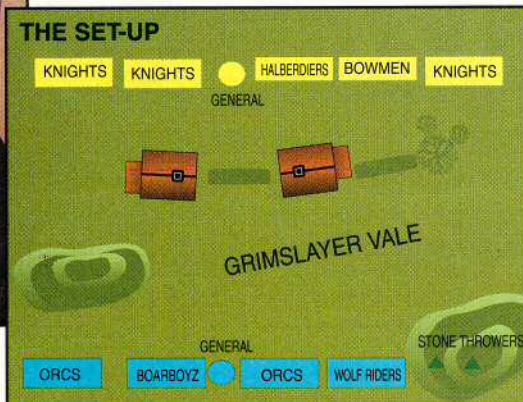 THE SET-UP
KNIGHTS KNIGHTS HALBERDIERS BOWMEN KNIGHTS
GENERAL
GRIMSLAYER VALE
GENERAL STONE THROWERS
ORCS BOARBOYZ ORCS WOLF RIDERS